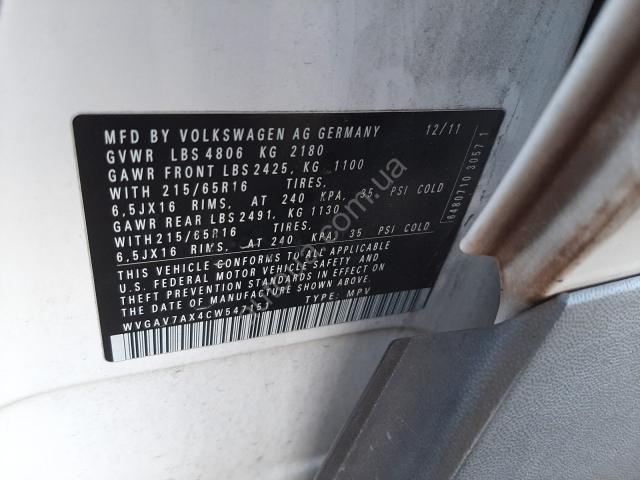 MFD BY VOLKSWAGEN AG GERMANY 12/11
GVWR LBS 4806 KG 2180
GAWR FRONT LBS 2425, KG 1100
WITH 215/65R16 TIRES,
6,5JX16 RIMS, AT 240 KPA, 35 PSI COLD
GAWR REAR LBS 2491, KG 1130
WITH 215/65R16 TIRES,
6,5JX16 RIMS, AT 240 KPA, 35 PSI COLD
THIS VEHICLE CONFORMS TO ALL APPLICABLE
U.S. FEDERAL MOTOR VEHICLE SAFETY AND
THEFT PREVENTION STANDARDS IN EFFECT ON
THE DATE OF MANUFACTURE
TYPE: MPV
6480710 3057 1